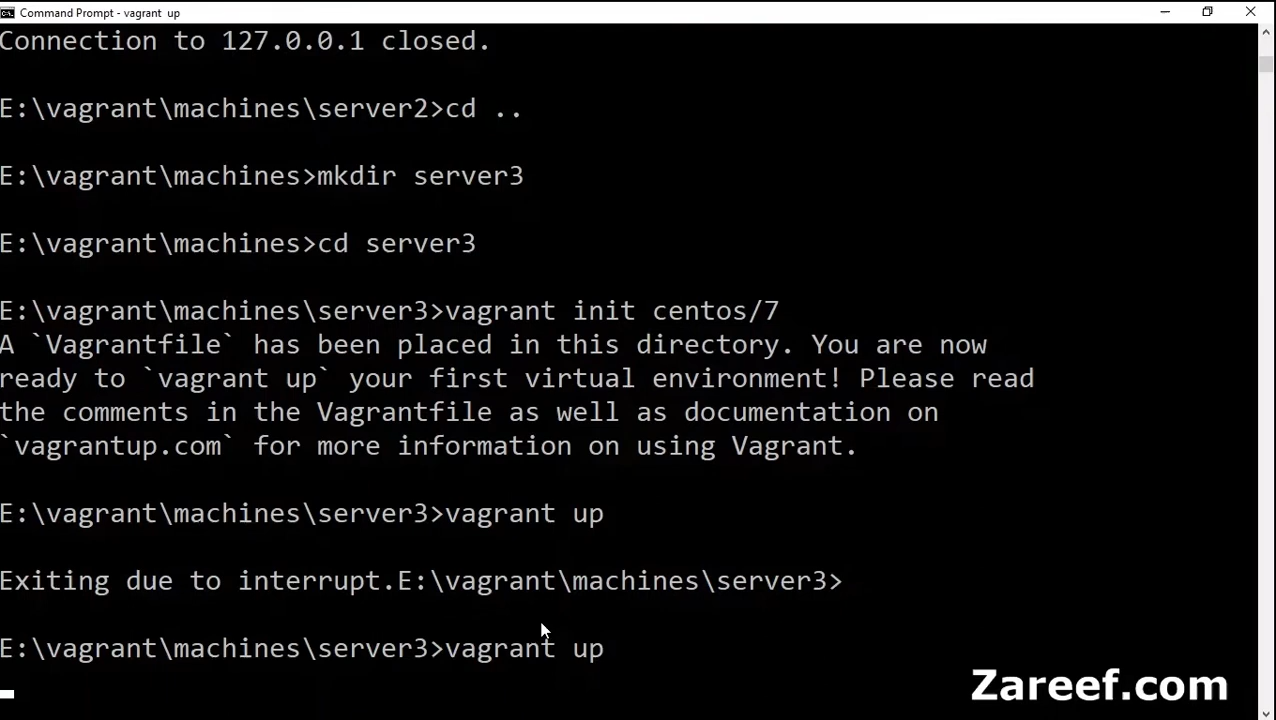 Command Prompt - vagrant  up
Connection to 127.0.0.1 closed.
E:\vagrant\machines\server2>cd ..
E:\vagrant\machines>mkdir server3
E:\vagrant\machines>cd server3
E:\vagrant\machines\server3>vagrant init centos/7
A `Vagrantfile` has been placed in this directory. You are now
ready to `vagrant up` your first virtual environment! Please read
the comments in the Vagrantfile as well as documentation on
`vagrantup.com` for more information on using Vagrant.
E:\vagrant\machines\server3>vagrant up
Exiting due to interrupt.E:\vagrant\machines\server3>
E:\vagrant\machines\server3>vagrant up
Zareef.com